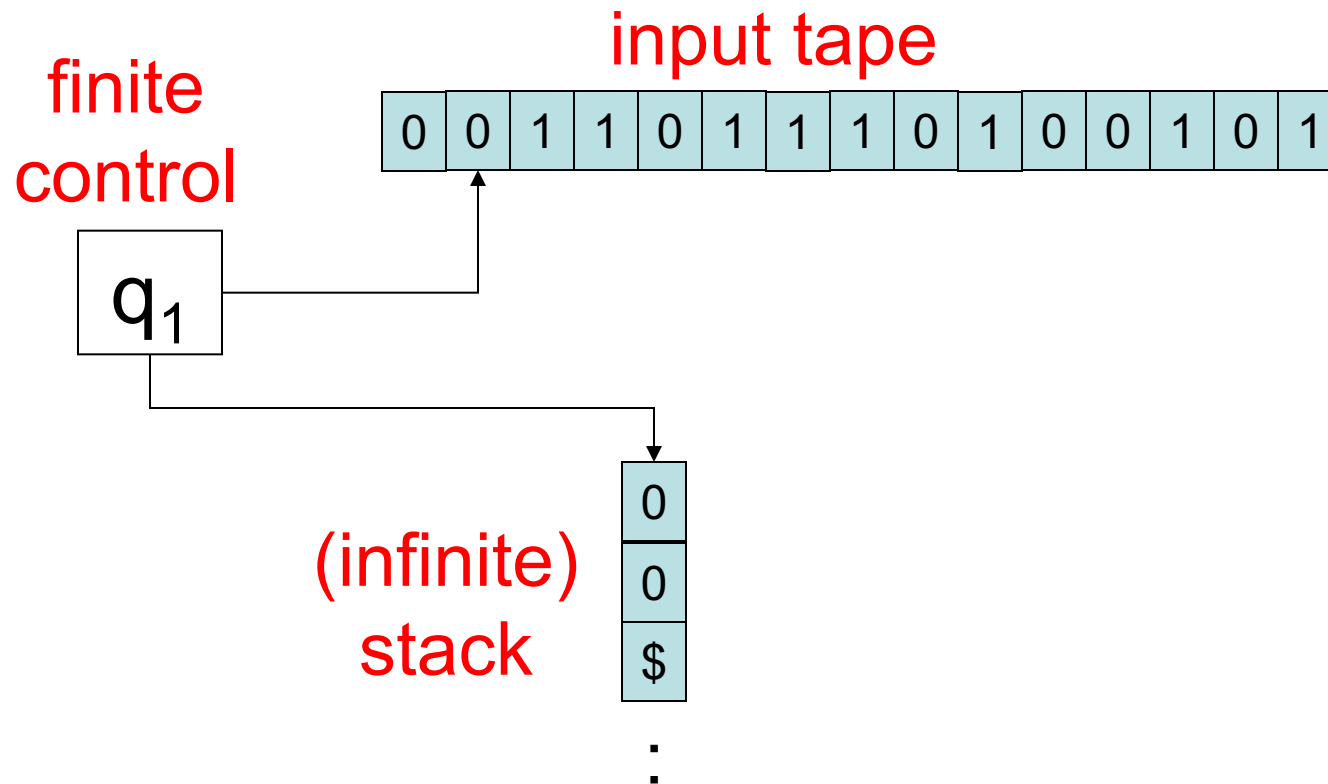 input tape
finite
control
0 0 1 1 0 1 1 1 0 1 0 0 1 0 1
q₁
0
(infinite)
0
stack
$
: